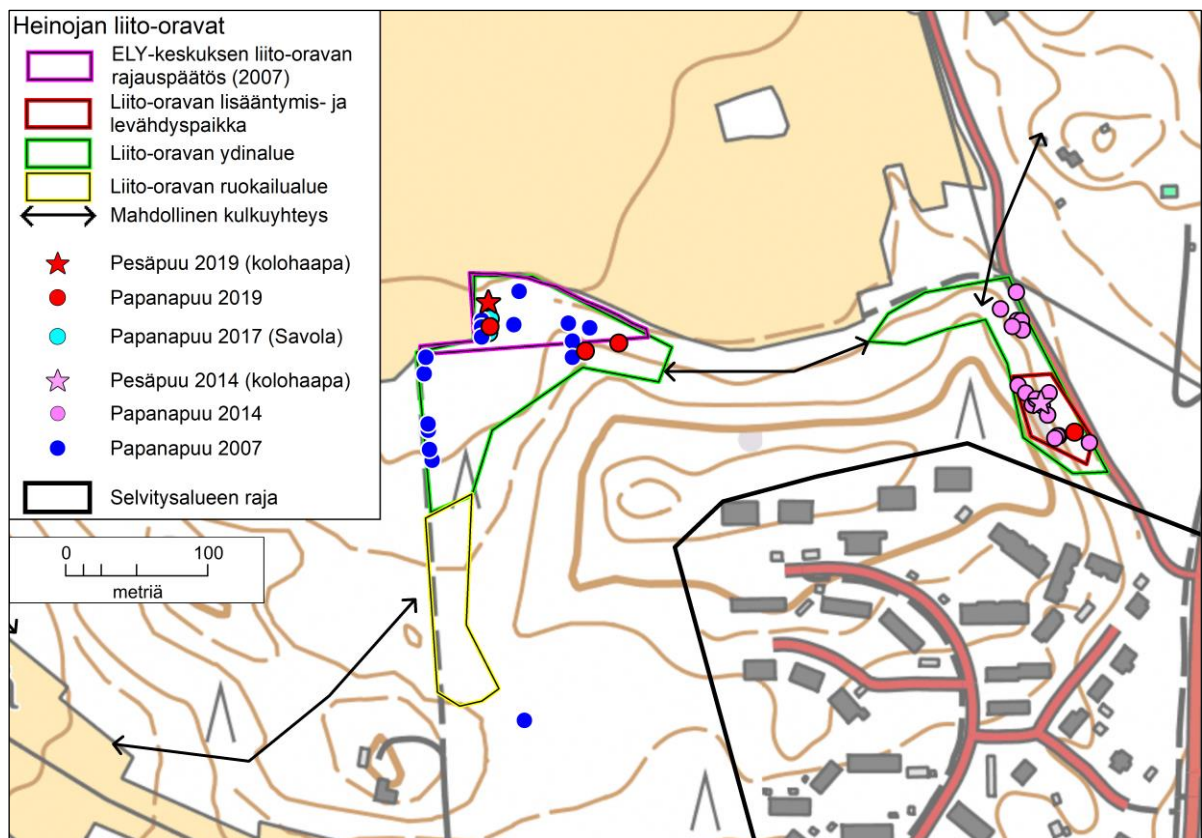 Heinojan liito-oravat
ELY-keskuksen liito-oravan
rajauspäätös (2007)
Liito-oravan lisääntymis- ja
levähdyspaikka
Liito-oravan ydinalue
Liito-oravan ruokailualue
Mahdollinen kulkuyhteys
Pesäpuu 2019 (kolohaapa)
Papanapuu 2019
Papanapuu 2017 (Savola)
Pesäpuu 2014 (kolohaapa)
Papanapuu 2014
Papanapuu 2007
Selvitysalueen raja
0 100
metriä